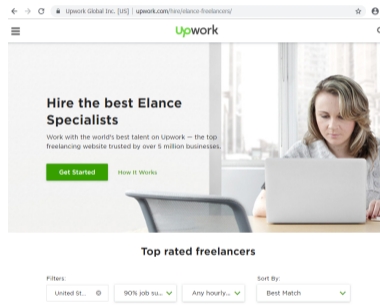 Upwork Global Inc. [US] | upwork.com/hire/elance-freelancers/
Upwork
Hire the best Elance
Specialists
Work with the world's best talent on Upwork — the top
freelancing website trusted by over 5 million businesses.
Get Started How It Works
Top rated freelancers
Filters: Sort By:
United St... 90% job su... Any hourly... Best Match